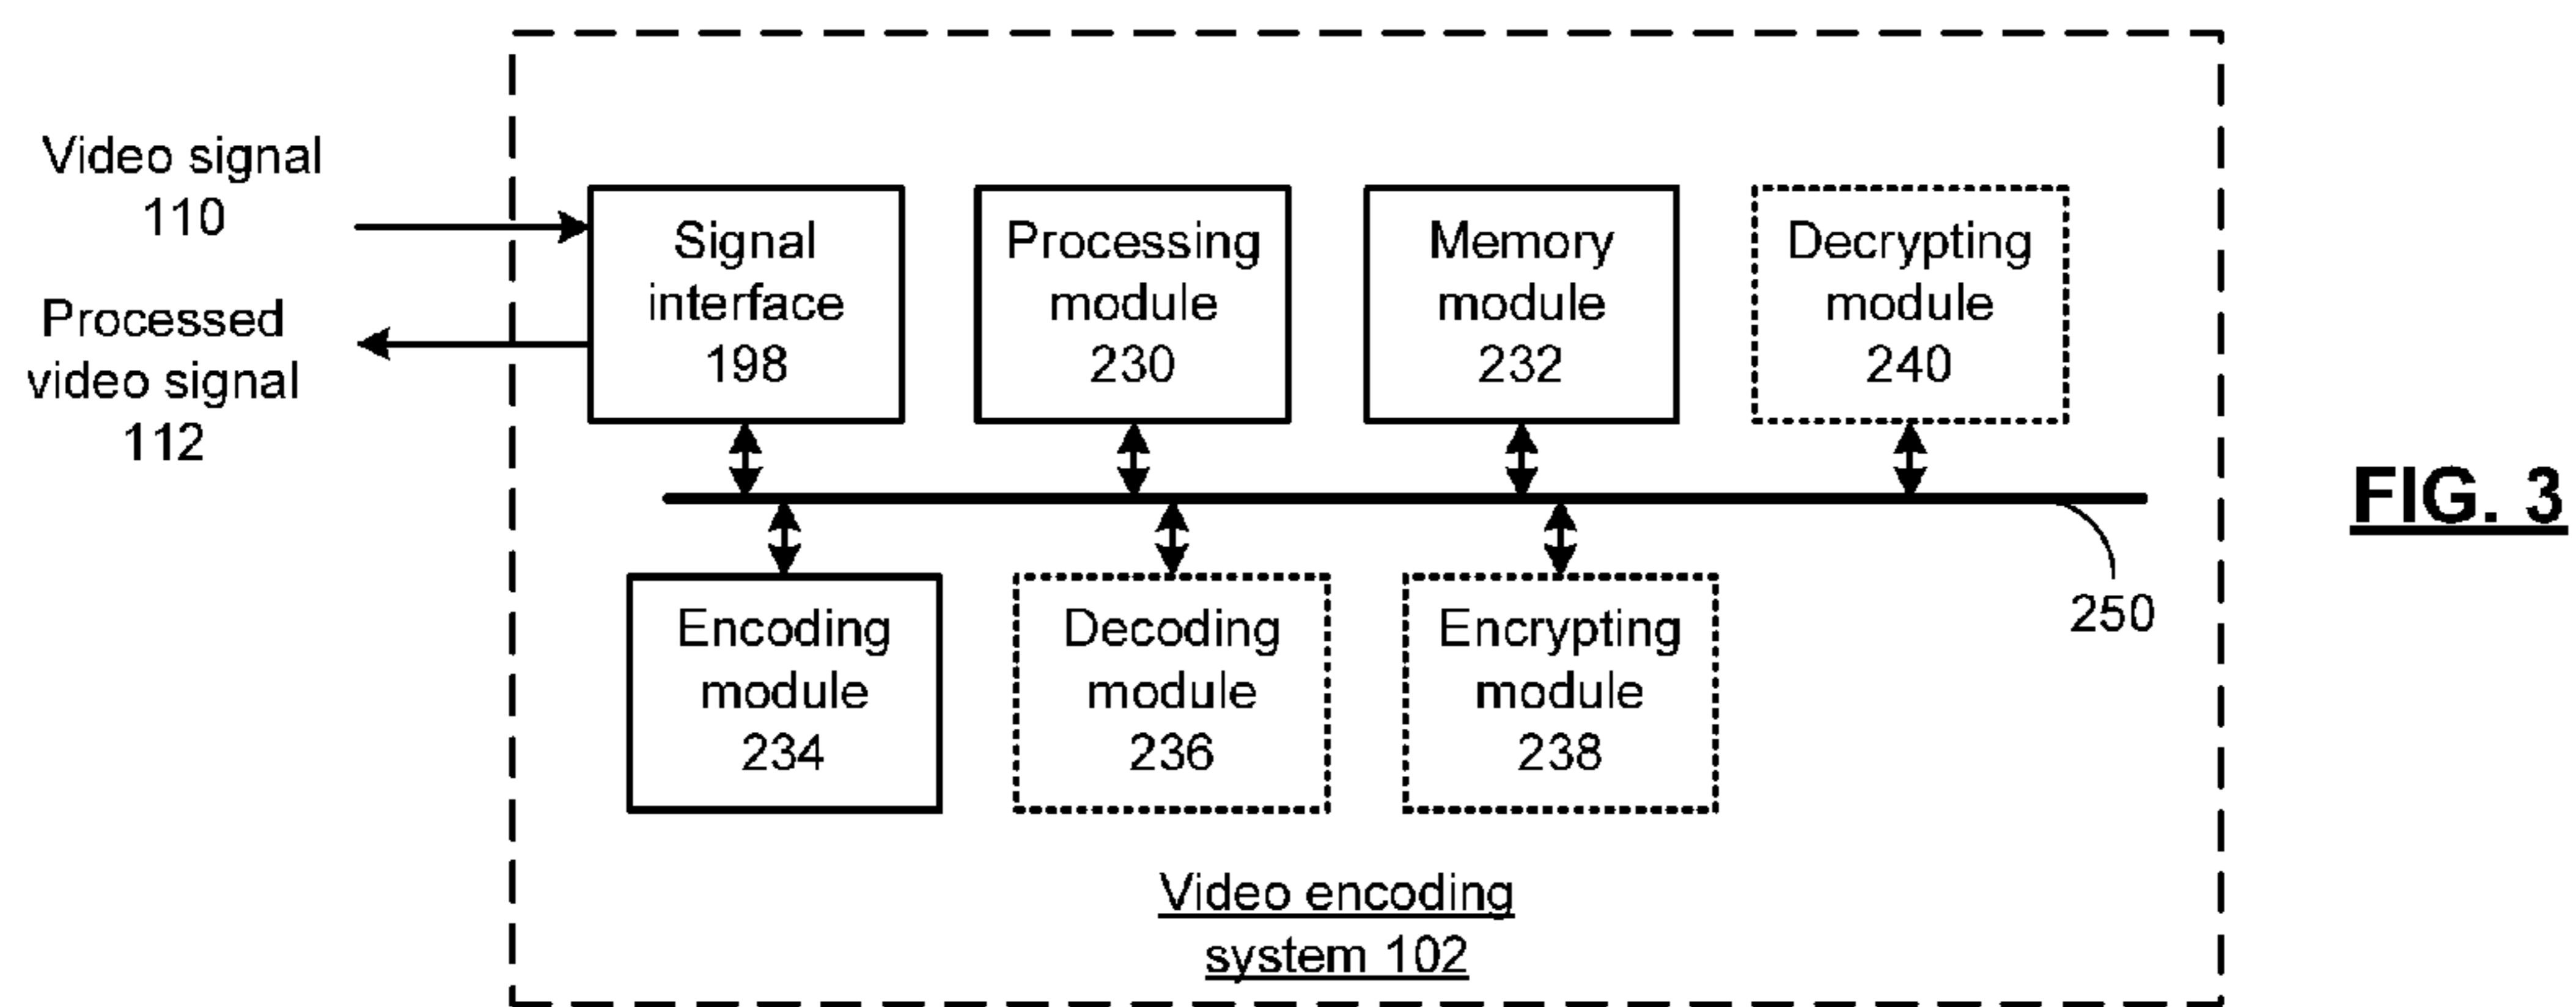 Video signal
110
Processed
video signal
112
Signal
interface
198
Processing
module
230
Memory
module
232
Decrypting
module
240
Encoding
module
234
Decoding
module
236
Encrypting
module
238
250
Video encoding
system 102
FIG. 3